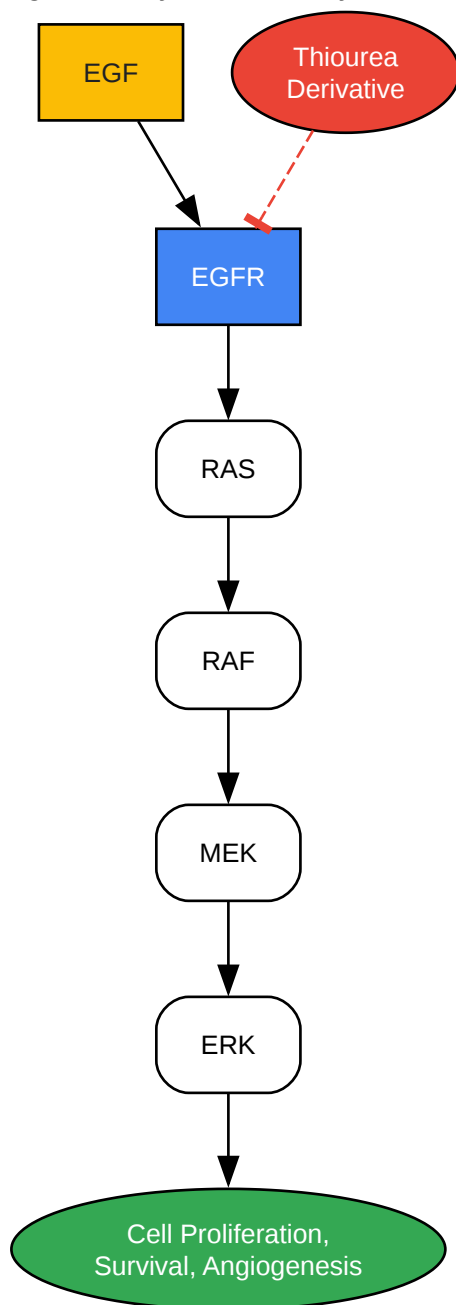 EGF
Thiourea
Derivative
EGFR
RAS
RAF
MEK
ERK
Cell Proliferation,
Survival, Angiogenesis